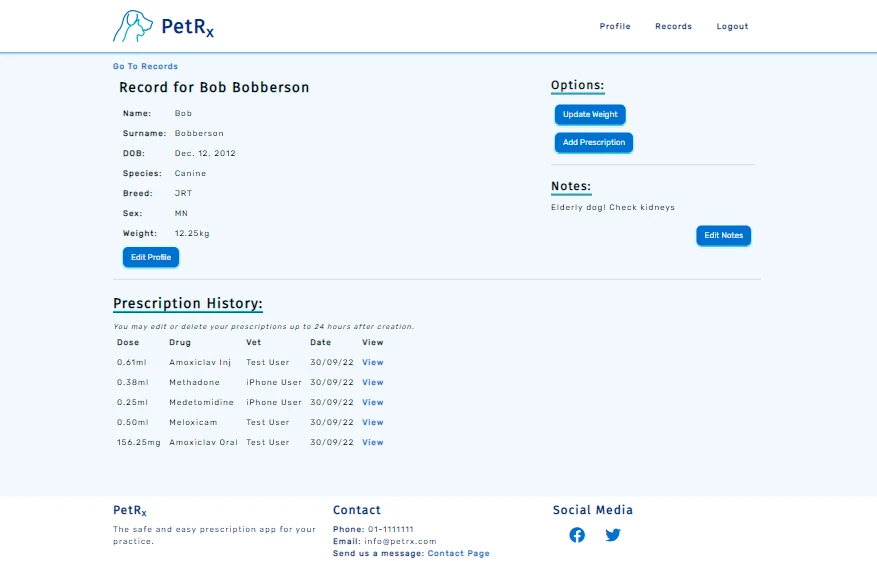 PetRx
Profile Records Logout
Go To Records
Record for Bob Bobberson
Name: Bob
Surname: Bobberson
DOB: Dec. 12, 2012
Species: Canine
Breed: JRT
Sex: MN
Weight: 12.25kg
Edit Profile
Options:
Update Weight
Add Prescription
Notes:
Elderly dog! Check kidneys
Edit Notes
Prescription History:
You may edit or delete your prescriptions up to 24 hours after creation.
Dose Drug Vet Date View
0.61ml Amoxiclav Inj Test User 30/09/22 View
0.38ml Methadone iPhone User 30/09/22 View
0.25ml Medetomidine iPhone User 30/09/22 View
0.50ml Meloxicam Test User 30/09/22 View
156.25mg Amoxiclav Oral Test User 30/09/22 View
PetRx
The safe and easy prescription app for your
practice.
Contact
Phone: 01-1111111
Email: info@petrx.com
Send us a message: Contact Page
Social Media